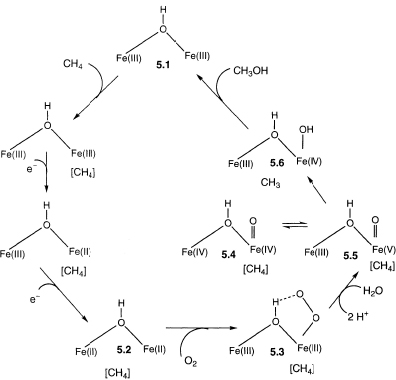 H
O
Fe(III) Fe(III)
5.1
CH4
CH3OH
H
O
Fe(III) Fe(III)
[CH4]
e-
H
O
Fe(III) Fe(II)
[CH4]
e-
H
O
Fe(II) Fe(II)
5.2
[CH4]
O2
H O
O O
Fe(III) Fe(III)
5.3
[CH4]
H2O
2 H+
H
O O
Fe(III) Fe(V)
5.5
[CH4]
H
O O
Fe(IV) Fe(IV)
5.4
[CH4]
H
O OH
Fe(III) Fe(IV)
5.6
CH3